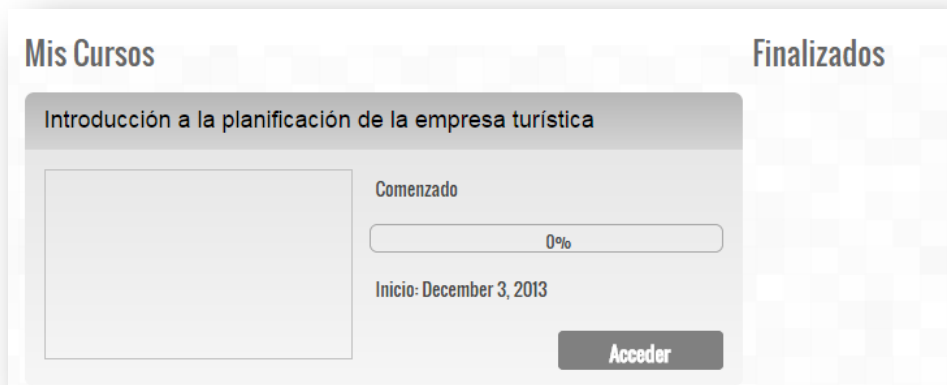 Mis Cursos
Finalizados
Introducción a la planificación de la empresa turística
Comenzado
0%
Inicio: December 3, 2013
Acceder